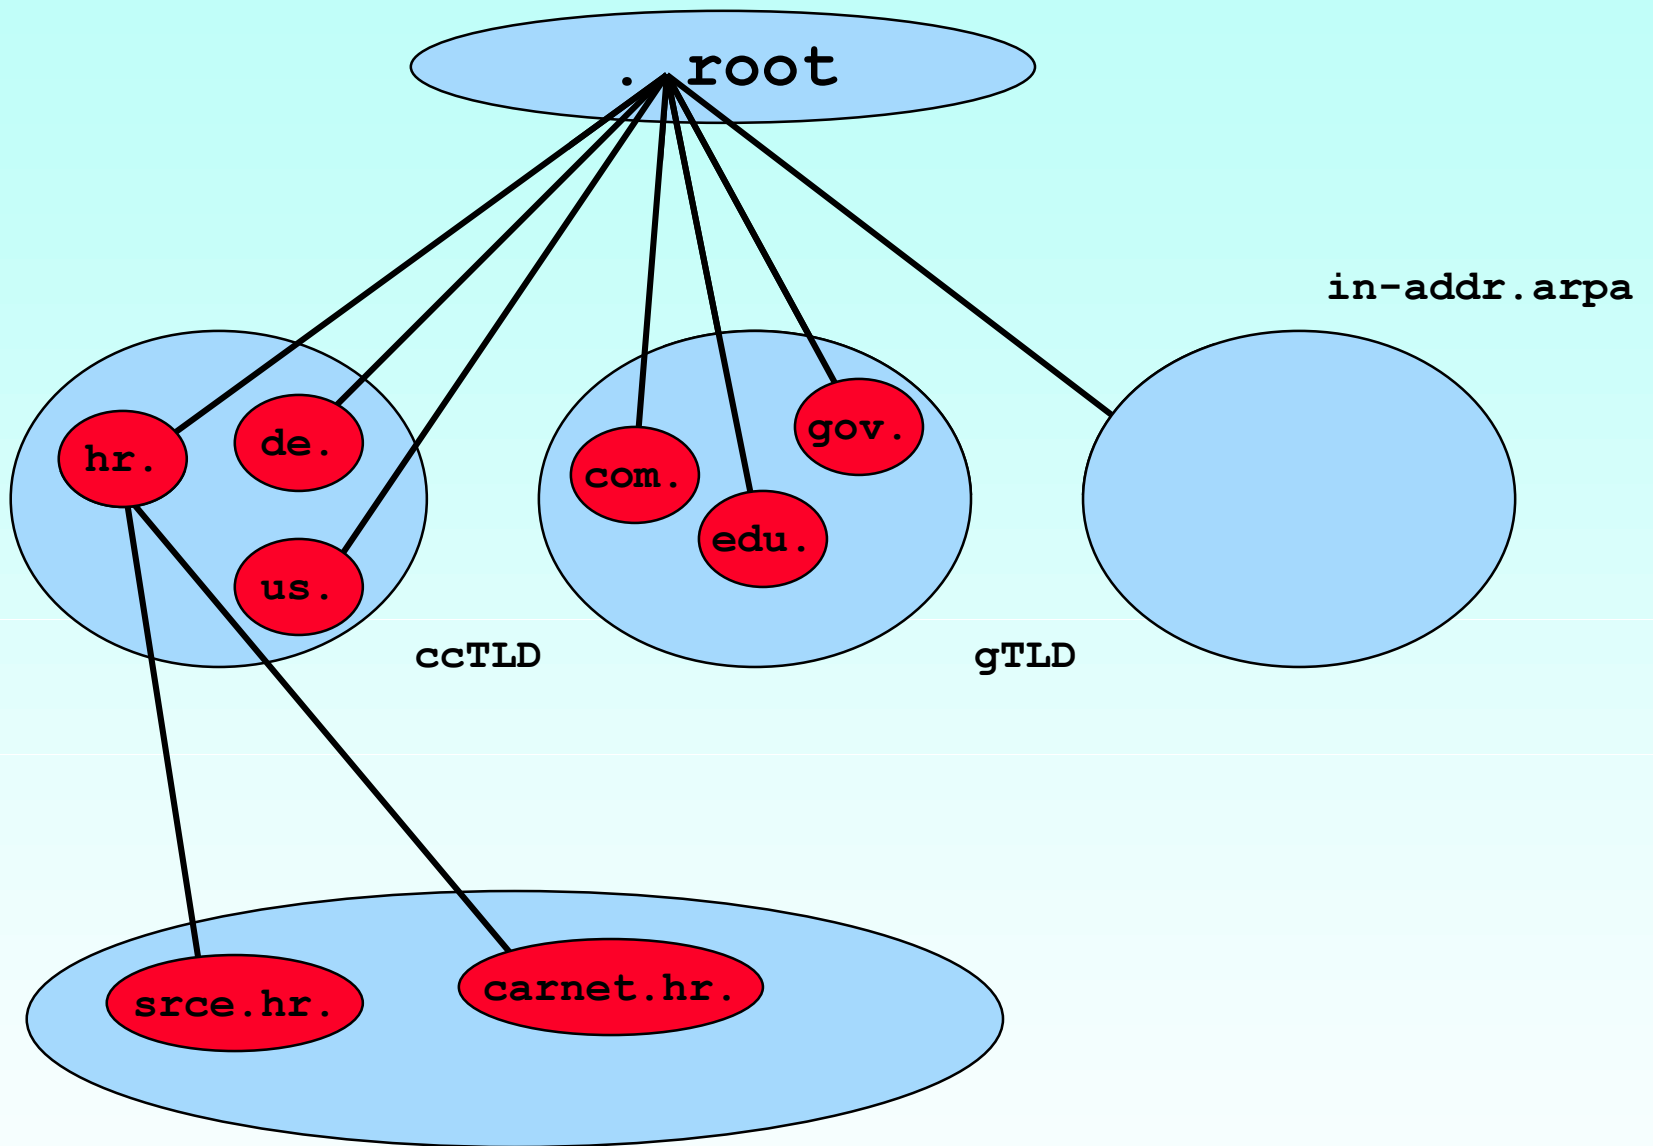 . root
in-addr.arpa
hr.
de.
us.
com.
edu.
gov.
ccTLD
gTLD
srce.hr.
carnet.hr.